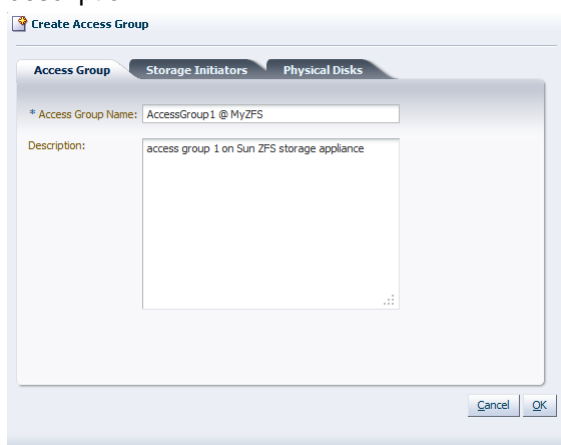 Create Access Group
Access Group Storage Initiators Physical Disks
* Access Group Name: AccessGroup1 @ MyZFS
Description: access group 1 on Sun ZFS storage appliance
Cancel OK